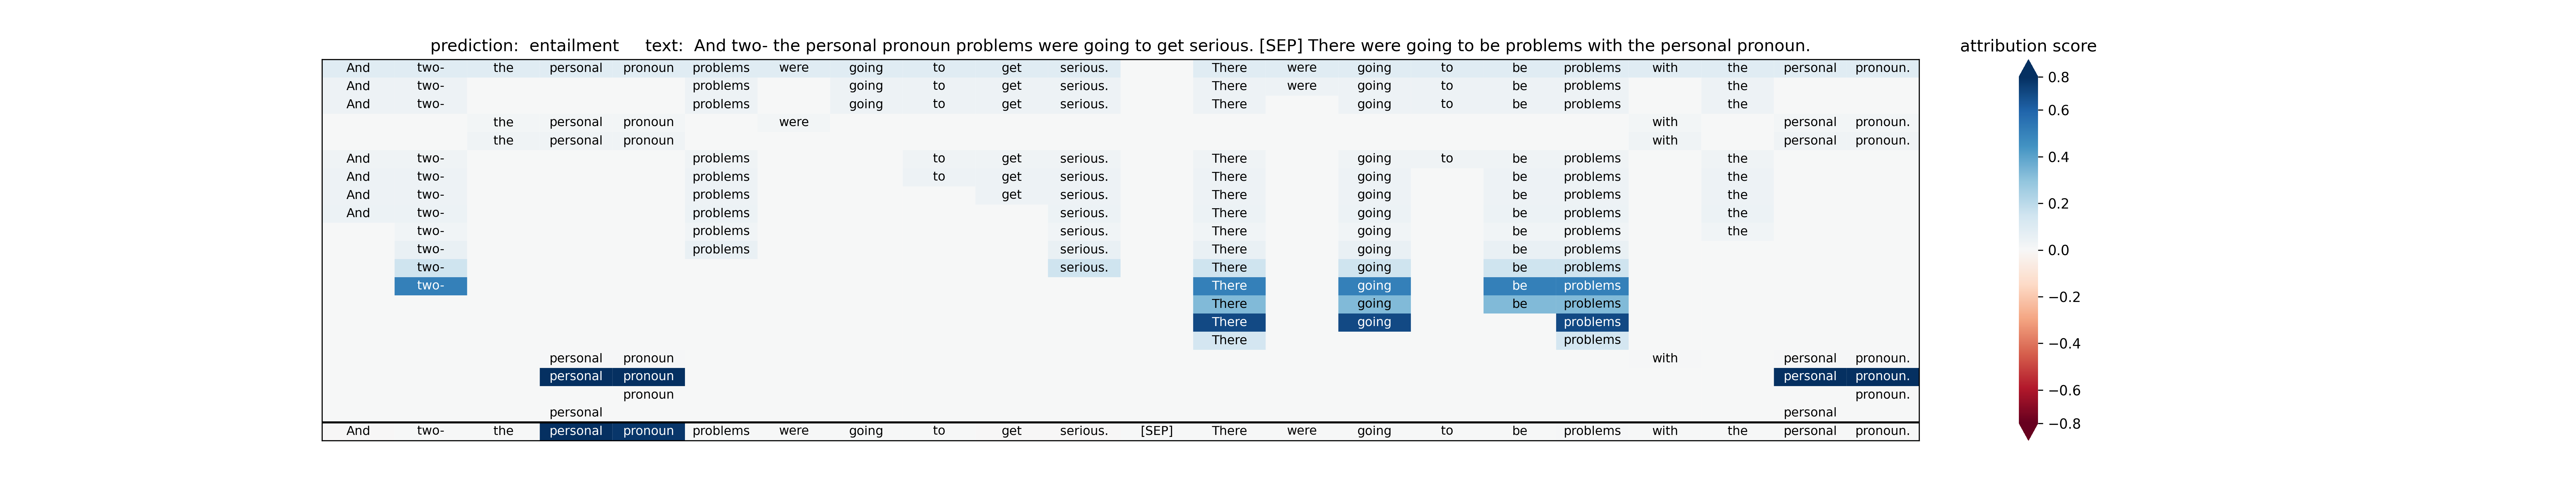 prediction: entailment text: And two- the personal pronoun problems were going to get serious. [SEP] There were going to be problems with the personal pronoun.
attribution score
And two- the personal pronoun problems were going to get serious. There were going to be problems with the personal pronoun.
And two- problems going to get serious. There were going to be problems the
And two- problems going to get serious. There going to be problems the
the personal pronoun were with personal pronoun.
the personal pronoun with personal pronoun.
And two- problems to get serious. There going to be problems the
And two- problems to get serious. There going be problems the
And two- problems get serious. There going be problems the
And two- problems serious. There going be problems the
two- problems serious. There going be problems the
two- problems serious. There going be problems
two- serious. There going be problems
two- There going be problems
There going be problems
There going problems
There problems
personal pronoun with personal pronoun.
personal pronoun personal pronoun.
pronoun pronoun.
personal personal
And two- the personal pronoun problems were going to get serious. [SEP] There were going to be problems with the personal pronoun.
0.8
0.6
0.4
0.2
0.0
−0.2
−0.4
−0.6
−0.8